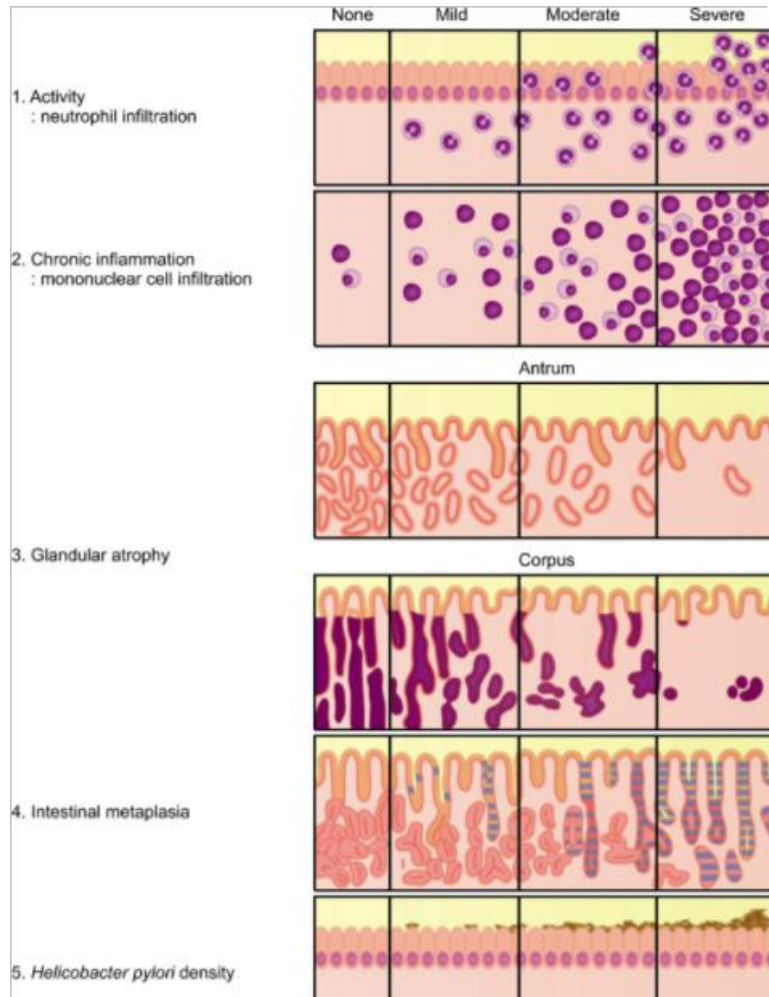 None Mild Moderate Severe
1. Activity
: neutrophil infiltration
2. Chronic inflammation
: mononuclear cell infiltration
Antrum
3. Glandular atrophy
Corpus
4. Intestinal metaplasia
5. Helicobacter pylori density